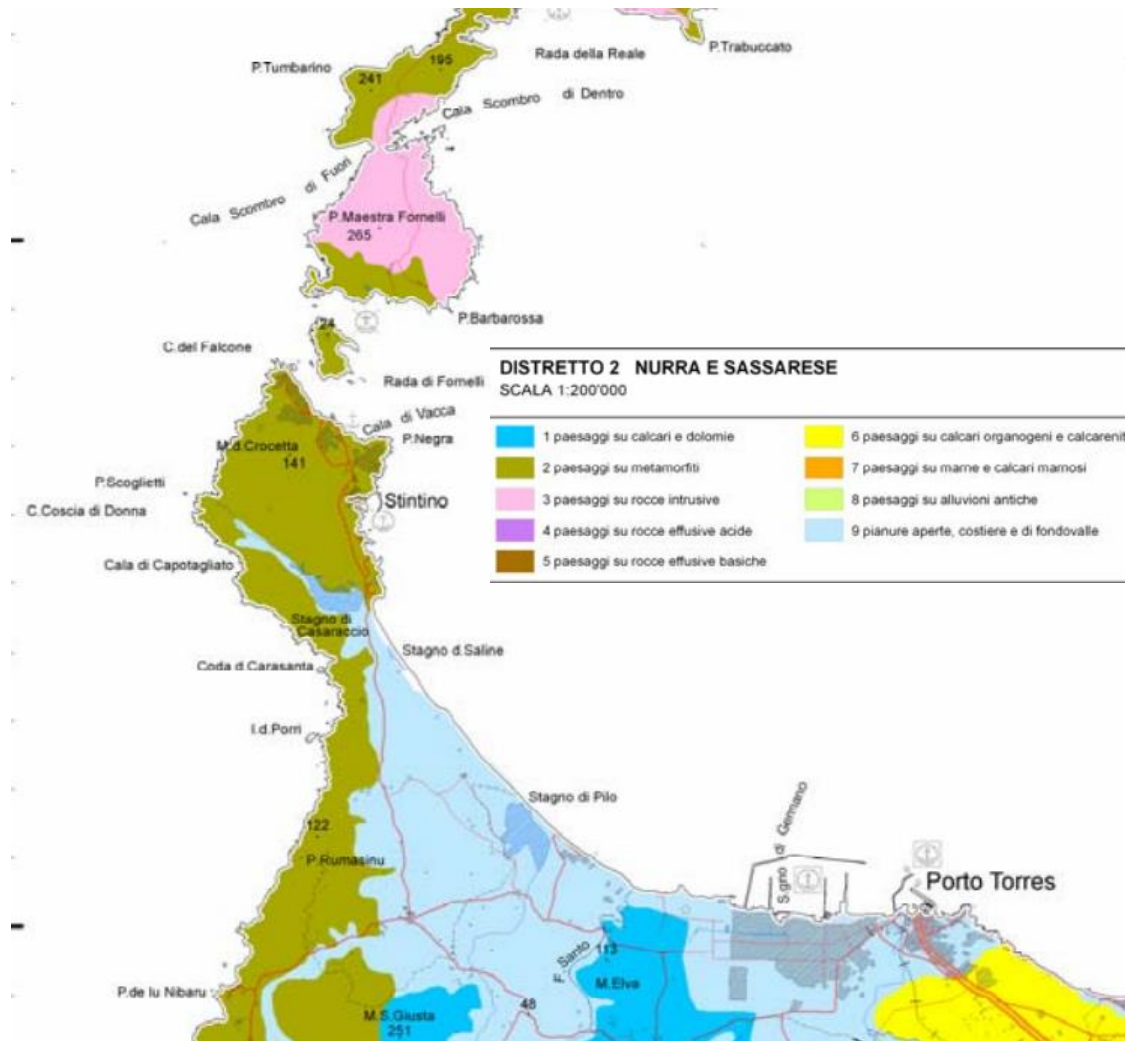 P.Trabuccato
Rada della Reale
P.Tumbarino
195
241
Cala Scombro di Dentro
Cala Scombro di Fuori
P.Maestra Fornelli
265
P.Barbarossa
24
C.del Falcone
Rada di Fornelli
DISTRETTO 2 NURRA E SASSARESE
SCALA 1:200'000
1 paesaggi su calcari e dolomie
2 paesaggi su metamorfiti
3 paesaggi su rocce intrusive
4 paesaggi su rocce effusive acide
5 paesaggi su rocce effusive basiche
6 paesaggi su calcari organogeni e calcarenit
7 paesaggi su marne e calcari marnosi
8 paesaggi su alluvioni antiche
9 pianure aperte, costiere e di fondovalle
Cala di Vacca
P.Negra
M.d.Crocetta
141
P.Scoglietti
Stintino
C.Coscia di Donna
Cala di Capotagliato
Stagno di
Casaraccio
Stagno d.Saline
Coda d.Carasanta
I.d.Porri
Stagno di Pilo
122
P.Rumasinu
S.gno di Gennano
Porto Torres
F. Santo
113
M.Elva
P.de lu Nibaru
48
M.S.Giusta
251